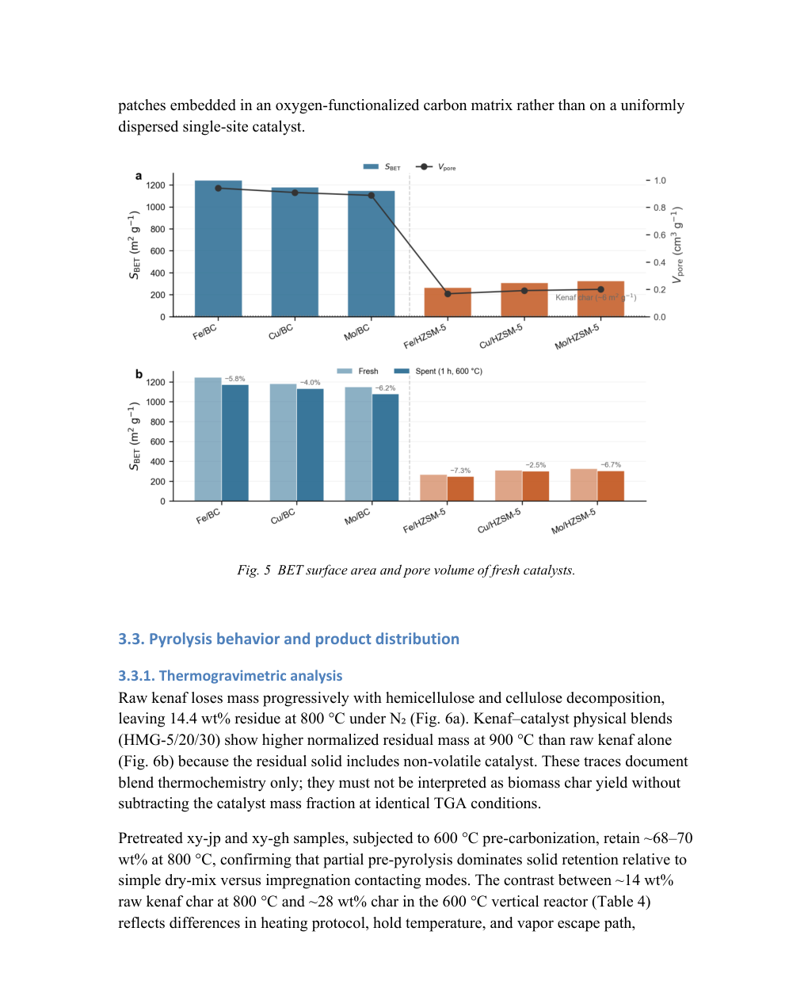 patches embedded in an oxygen-functionalized carbon matrix rather than on a uniformly
dispersed single-site catalyst.
a
S_BET V_pore
1200
1000
800
600
400
200
0
S_BET (m² g⁻¹)
1.0
0.8
0.6
0.4
0.2
0.0
V_pore (cm³ g⁻¹)
Kenaf char (~6 m² g⁻¹)
Fe/BC Cu/BC Mo/BC Fe/HZSM-5 Cu/HZSM-5 Mo/HZSM-5
b
Fresh Spent (1 h, 600 °C)
1200
1000
800
600
400
200
0
S_BET (m² g⁻¹)
−5.8% −4.0% −6.2% −7.3% −2.5% −6.7%
Fe/BC Cu/BC Mo/BC Fe/HZSM-5 Cu/HZSM-5 Mo/HZSM-5
Fig. 5 BET surface area and pore volume of fresh catalysts.
3.3. Pyrolysis behavior and product distribution
3.3.1. Thermogravimetric analysis
Raw kenaf loses mass progressively with hemicellulose and cellulose decomposition,
leaving 14.4 wt% residue at 800 °C under N₂ (Fig. 6a). Kenaf–catalyst physical blends
(HMG-5/20/30) show higher normalized residual mass at 900 °C than raw kenaf alone
(Fig. 6b) because the residual solid includes non-volatile catalyst. These traces document
blend thermochemistry only; they must not be interpreted as biomass char yield without
subtracting the catalyst mass fraction at identical TGA conditions.
Pretreated xy-jp and xy-gh samples, subjected to 600 °C pre-carbonization, retain ~68–70
wt% at 800 °C, confirming that partial pre-pyrolysis dominates solid retention relative to
simple dry-mix versus impregnation contacting modes. The contrast between ~14 wt%
raw kenaf char at 800 °C and ~28 wt% char in the 600 °C vertical reactor (Table 4)
reflects differences in heating protocol, hold temperature, and vapor escape path,